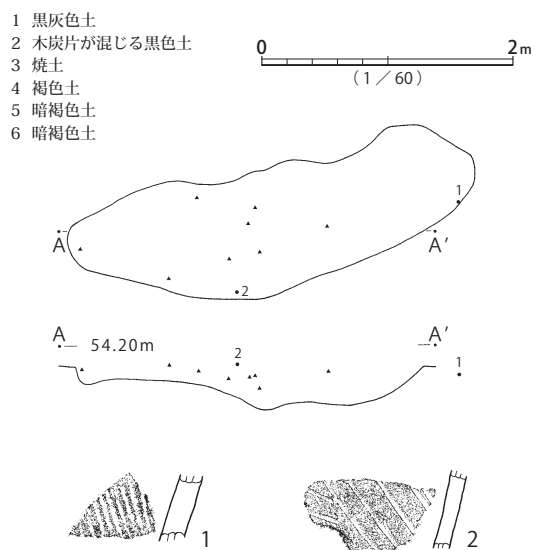 1 黒灰色土
2 木炭片が混じる黒色土
3 焼土
4 褐色土
5 暗褐色土
6 暗褐色土
0 2m
（1／60）
1
A A′
2
A A′
54.20m
2
1
1 2